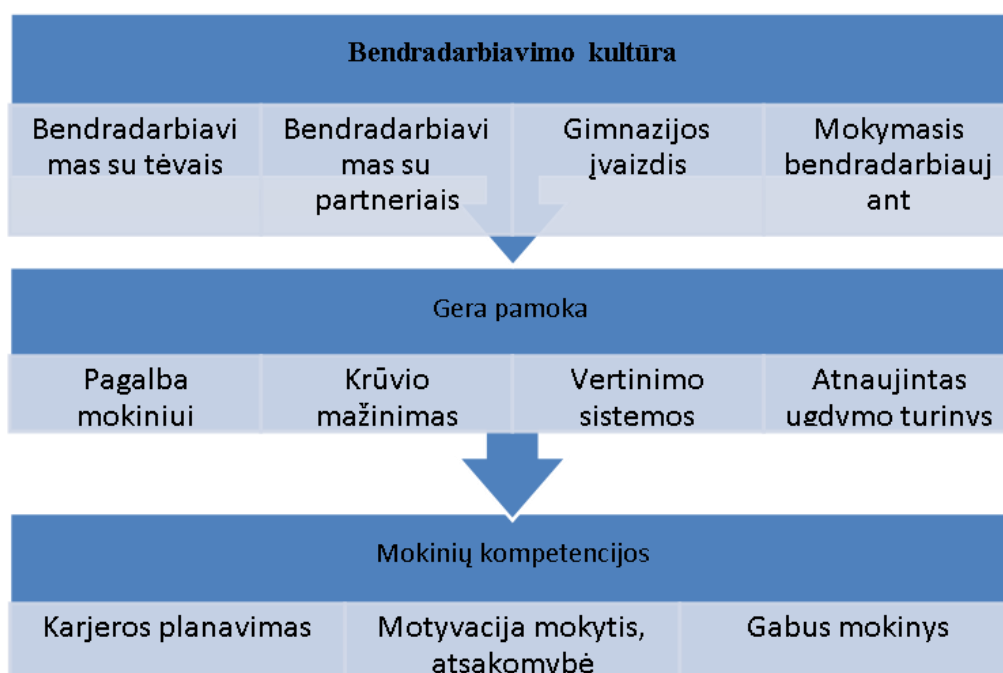 Bendradarbiavimo kultūra
Bendradarbiavi
mas su tėvais
Bendradarbiavi
mas su
partneriais
Gimnazijos
įvaizdis
Mokymasis
bendradarbiauj
ant
Gera pamoka
Pagalba
mokiniui
Krūvio
mažinimas
Vertinimo
sistemos
Atnaujintas
ugdymo turinys
Mokinių kompetencijos
Karjeros planavimas
Motyvacija mokytis,
atsakomybė
Gabus mokinys